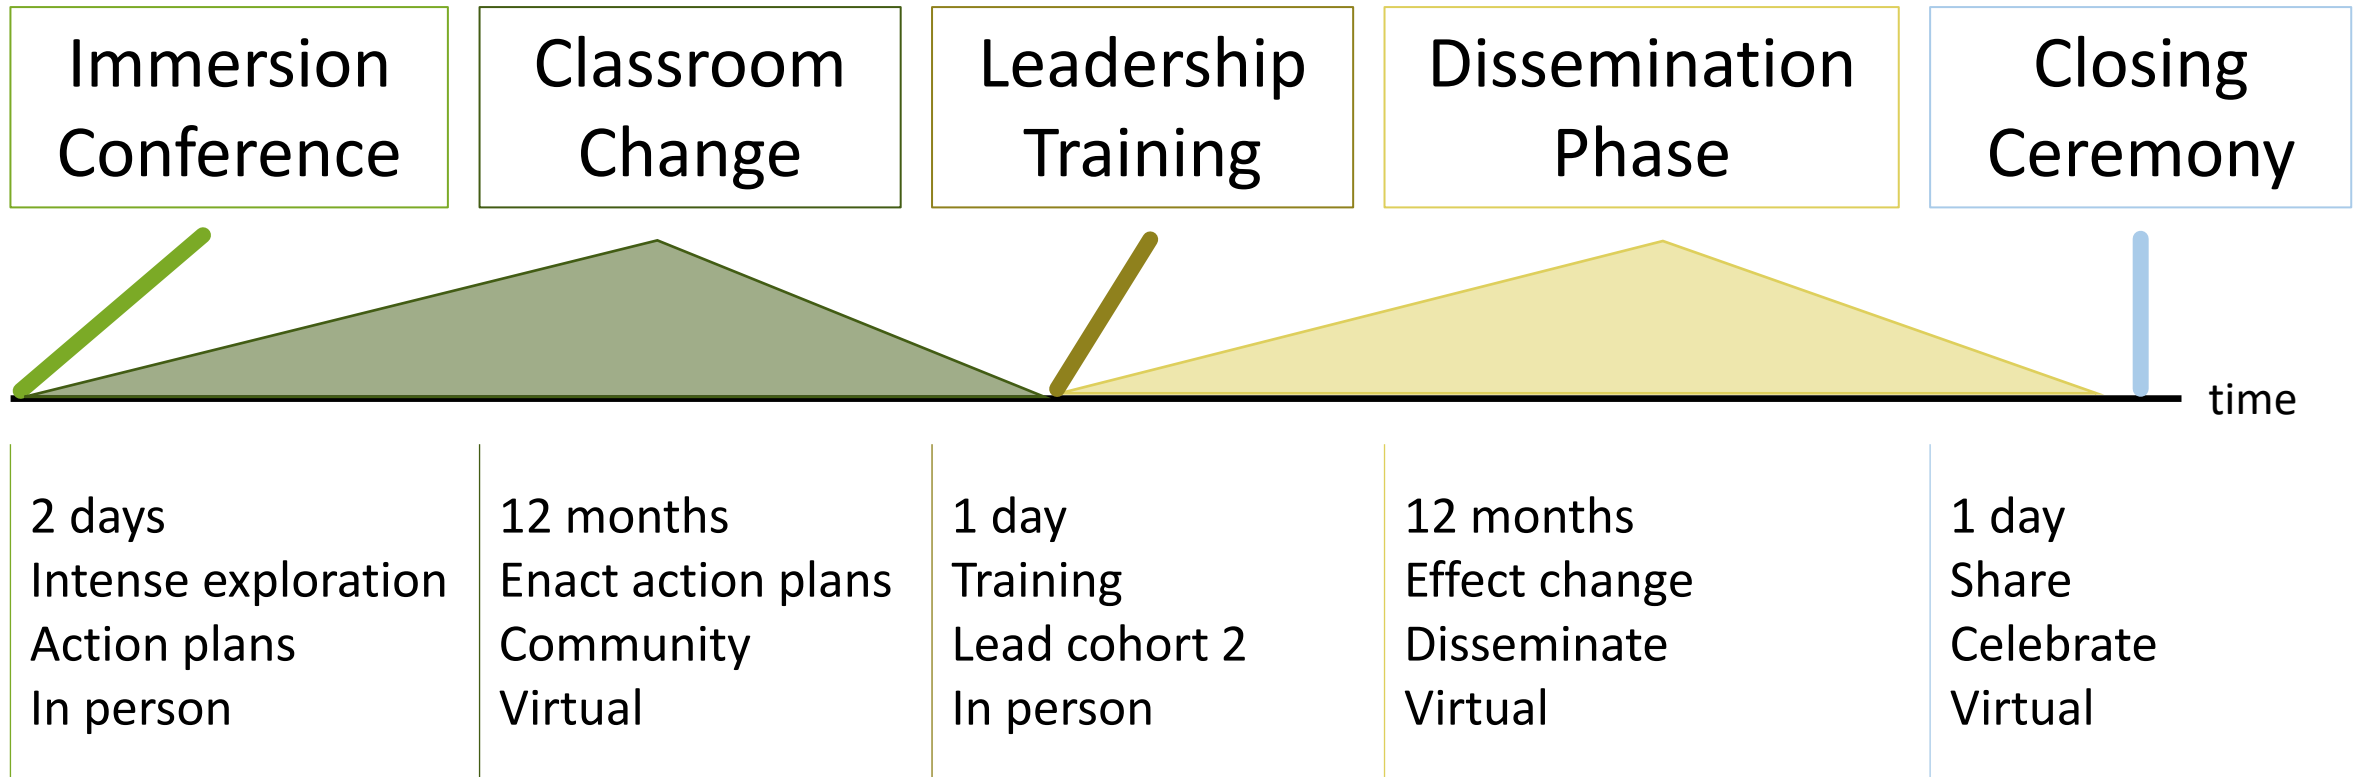 Immersion
Conference
Classroom
Change
Leadership
Training
Dissemination
Phase
Closing
Ceremony
time
2 days
Intense exploration
Action plans
In person
12 months
Enact action plans
Community
Virtual
1 day
Training
Lead cohort 2
In person
12 months
Effect change
Disseminate
Virtual
1 day
Share
Celebrate
Virtual